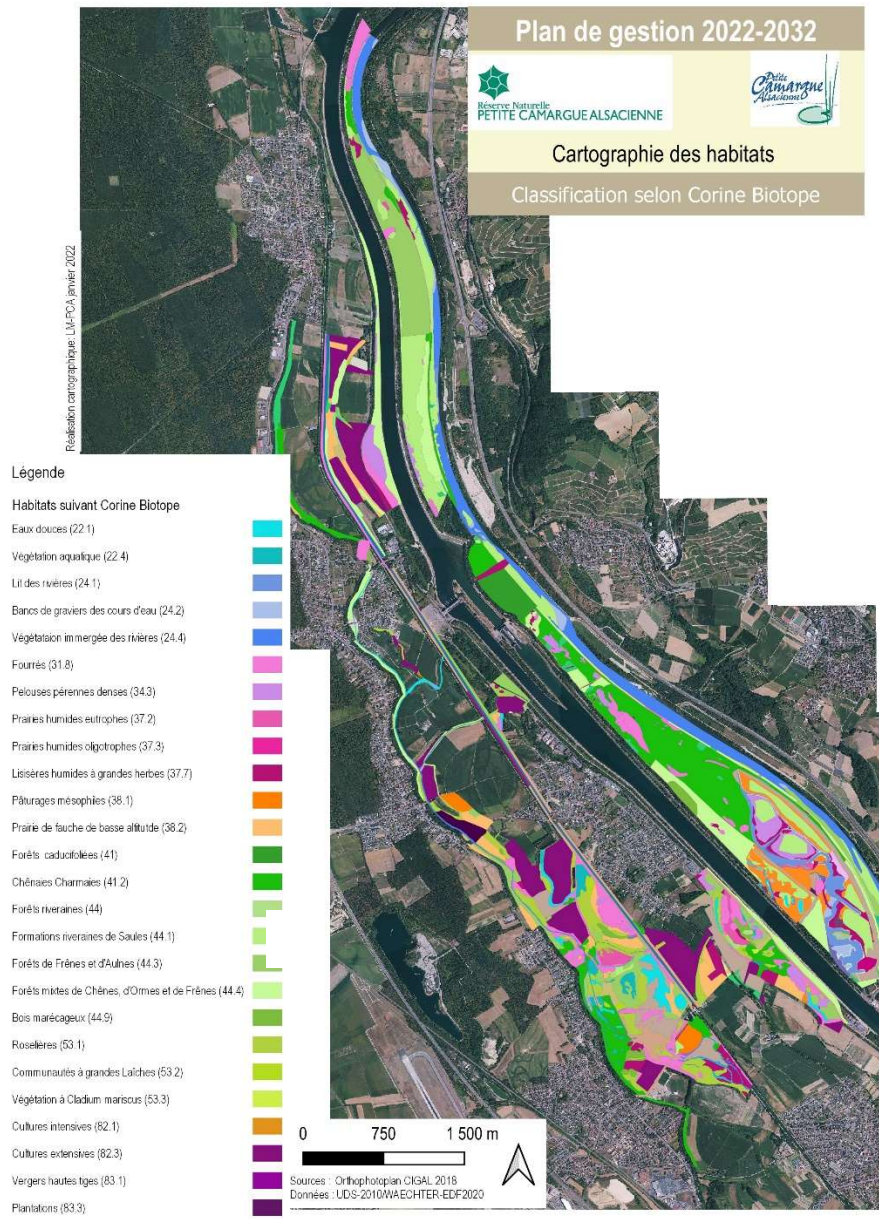 Plan de gestion 2022-2032
Réserve Naturelle
PETITE CAMARGUE ALSACIENNE
Petite
Camargue
Alsacienne
Cartographie des habitats
Classification selon Corine Biotope
Réalisation cartographique: LM-PCA janvier 2022
Légende
Habitats suivant Corine Biotope
Eaux douces (22.1)
Végétation aquatique (22.4)
Lit des rivières (24.1)
Bancs de graviers des cours d'eau (24.2)
Végétataion immergée des rivières (24.4)
Fourrés (31.8)
Pelouses pérennes denses (34.3)
Prairies humides eutrophes (37.2)
Prairies humides oligotrophes (37.3)
Lisisères humides à grandes herbes (37.7)
Pâturages mésophiles (38.1)
Prairie de fauche de basse altitutde (38.2)
Forêts caducifoliées (41)
Chênaies Charmaies (41.2)
Forêts riveraines (44)
Formations riveraines de Saules (44.1)
Forêts de Frênes et d'Aulnes (44.3)
Forêts mixtes de Chênes, d'Ormes et de Frênes (44.4)
Bois marécageux (44.9)
Roselières (53.1)
Communautés à grandes Laîches (53.2)
Végétation à Cladium mariscus (53.3)
Cultures intensives (82.1)
Cultures extensives (82.3)
Vergers hautes tiges (83.1)
Plantations (83.3)
0 750 1 500 m
Sources : Orthophotoplan CIGAL 2018
Données : UDS-2010/WAECHTER-EDF2020